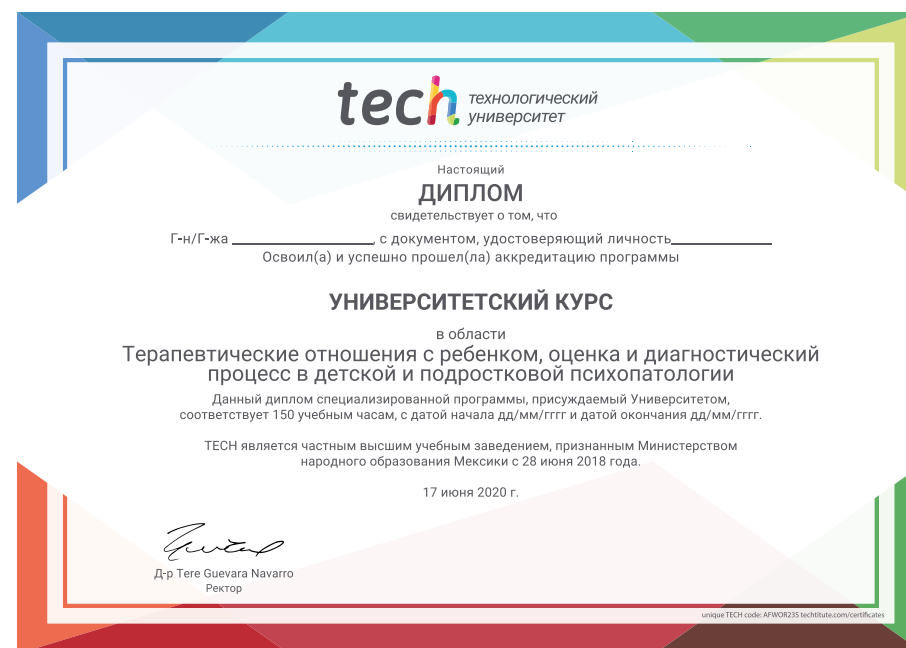 tech технологический
университет
Настоящий
ДИПЛОМ
свидетельствует о том, что
Г-н/Г-жа ____________________, с документом, удостоверяющий личность______________
Освоил(а) и успешно прошел(ла) аккредитацию программы
УНИВЕРСИТЕТСКИЙ КУРС
в области
Терапевтические отношения с ребенком, оценка и диагностический
процесс в детской и подростковой психопатологии
Данный диплом специализированной программы, присуждаемый Университетом,
соответствует 150 учебным часам, с датой начала дд/мм/гггг и датой окончания дд/мм/гггг.
TECH является частным высшим учебным заведением, признанным Министерством
народного образования Мексики с 28 июня 2018 года.
17 июня 2020 г.
Д-р Tere Guevara Navarro
Ректор
unique TECH code: AFWOR23S techtitute.com/certificates